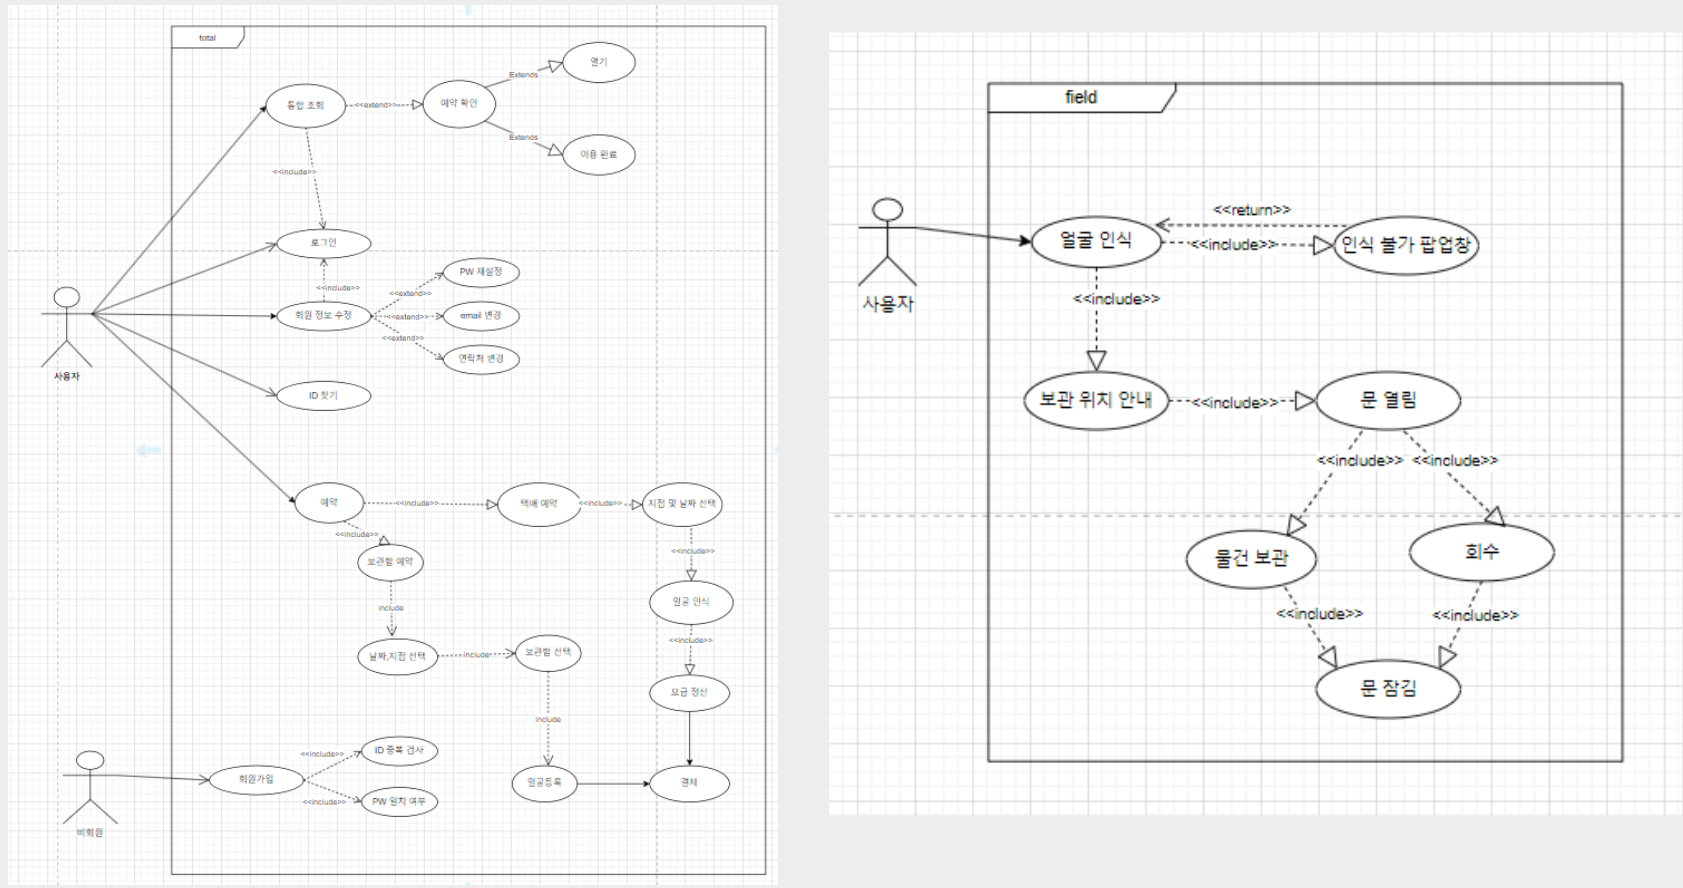 total
통합 조회
<<extend>>
예약 확인
Extends
열기
Extends
이용 완료
<<include>>
로그인
<<include>>
회원 정보 수정
<<extend>>
PW 재설정
<<extend>>
email 변경
<<extend>>
연락처 변경
사용자
ID 찾기
예약
<<include>>
택배 예약
<<include>>
지점 및 날짜 선택
<<include>>
보관함 예약
<<include>>
얼굴 인식
include
<<include>>
날짜,지점 선택
include
보관함 선택
요금 정산
include
<<include>>
ID 중복 검사
회원가입
<<include>>
PW 일치 여부
얼굴등록
결제
비회원
field
사용자
얼굴 인식
<<return>>
<<include>>
인식 불가 팝업창
<<include>>
보관 위치 안내
<<include>>
문 열림
<<include>>
<<include>>
물건 보관
회수
<<include>>
<<include>>
문 잠김